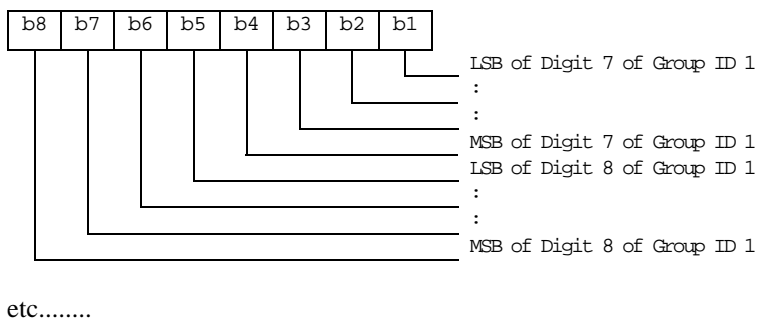 b8 b7 b6 b5 b4 b3 b2 b1
LSB of Digit 7 of Group ID 1
:
:
MSB of Digit 7 of Group ID 1
LSB of Digit 8 of Group ID 1
:
:
MSB of Digit 8 of Group ID 1
etc........